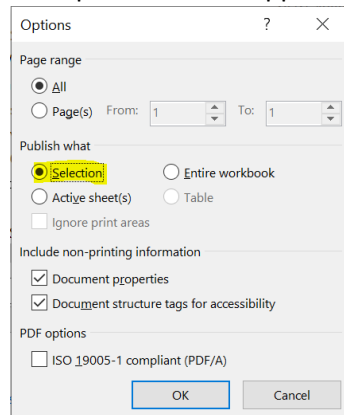 Options ? ×
Page range
All
Page(s) From: 1 To: 1
Publish what
Selection Entire workbook
Active sheet(s) Table
Ignore print areas
Include non-printing information
Document properties
Document structure tags for accessibility
PDF options
ISO 19005-1 compliant (PDF/A)
OK Cancel